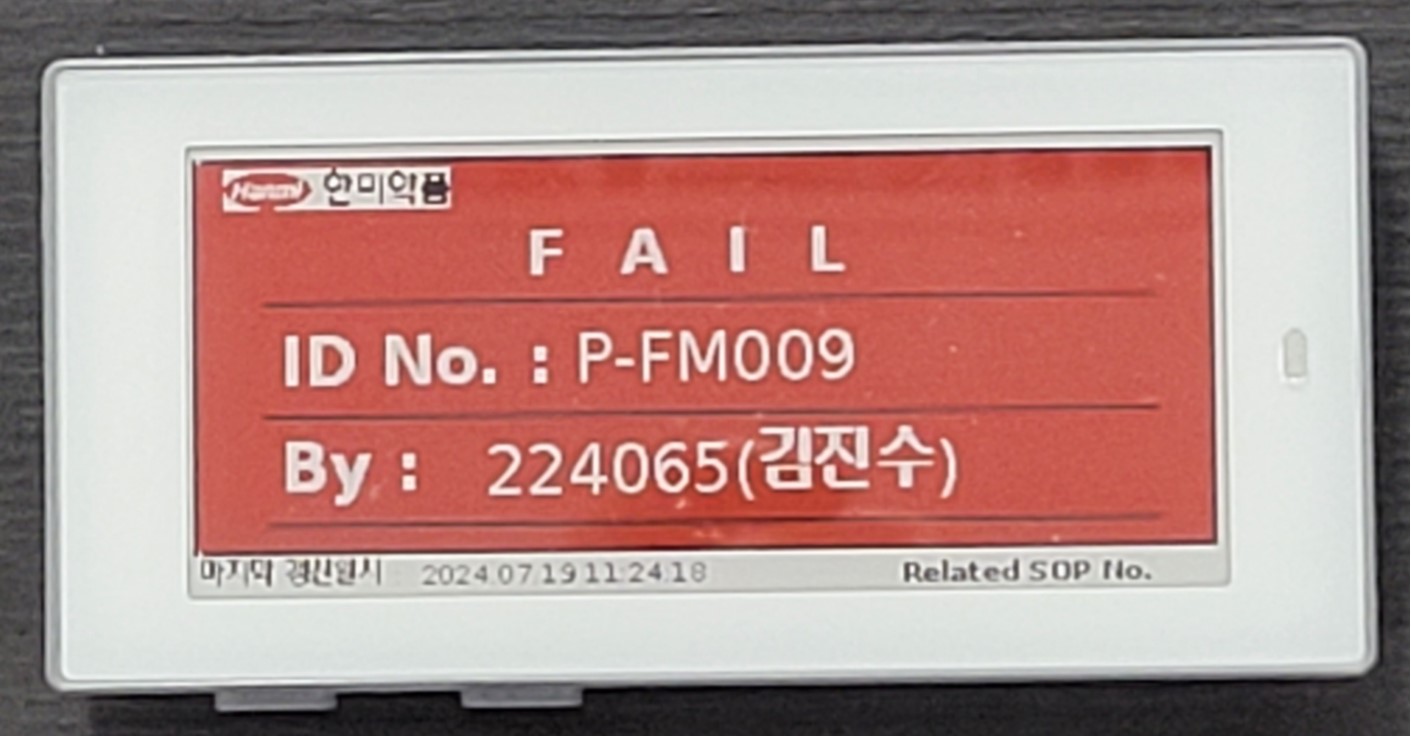 Hanmi 한미약품
F A I L
ID No. : P-FM009
By : 224065(김진수)
마지막 갱신일시 2024.07.19 11:24:18 Related SOP No.